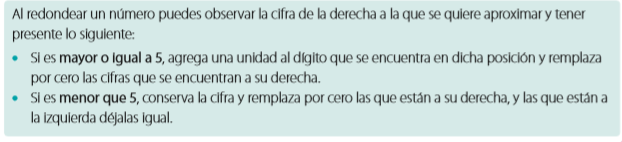 Al redondear un número puedes observar la cifra de la derecha a la que se quiere aproximar y tener
presente lo siguiente:
• Si es mayor o igual a 5, agrega una unidad al dígito que se encuentra en dicha posición y remplaza
por cero las cifras que se encuentran a su derecha.
• Si es menor que 5, conserva la cifra y remplaza por cero las que están a su derecha, y las que están a
la izquierda déjalas igual.